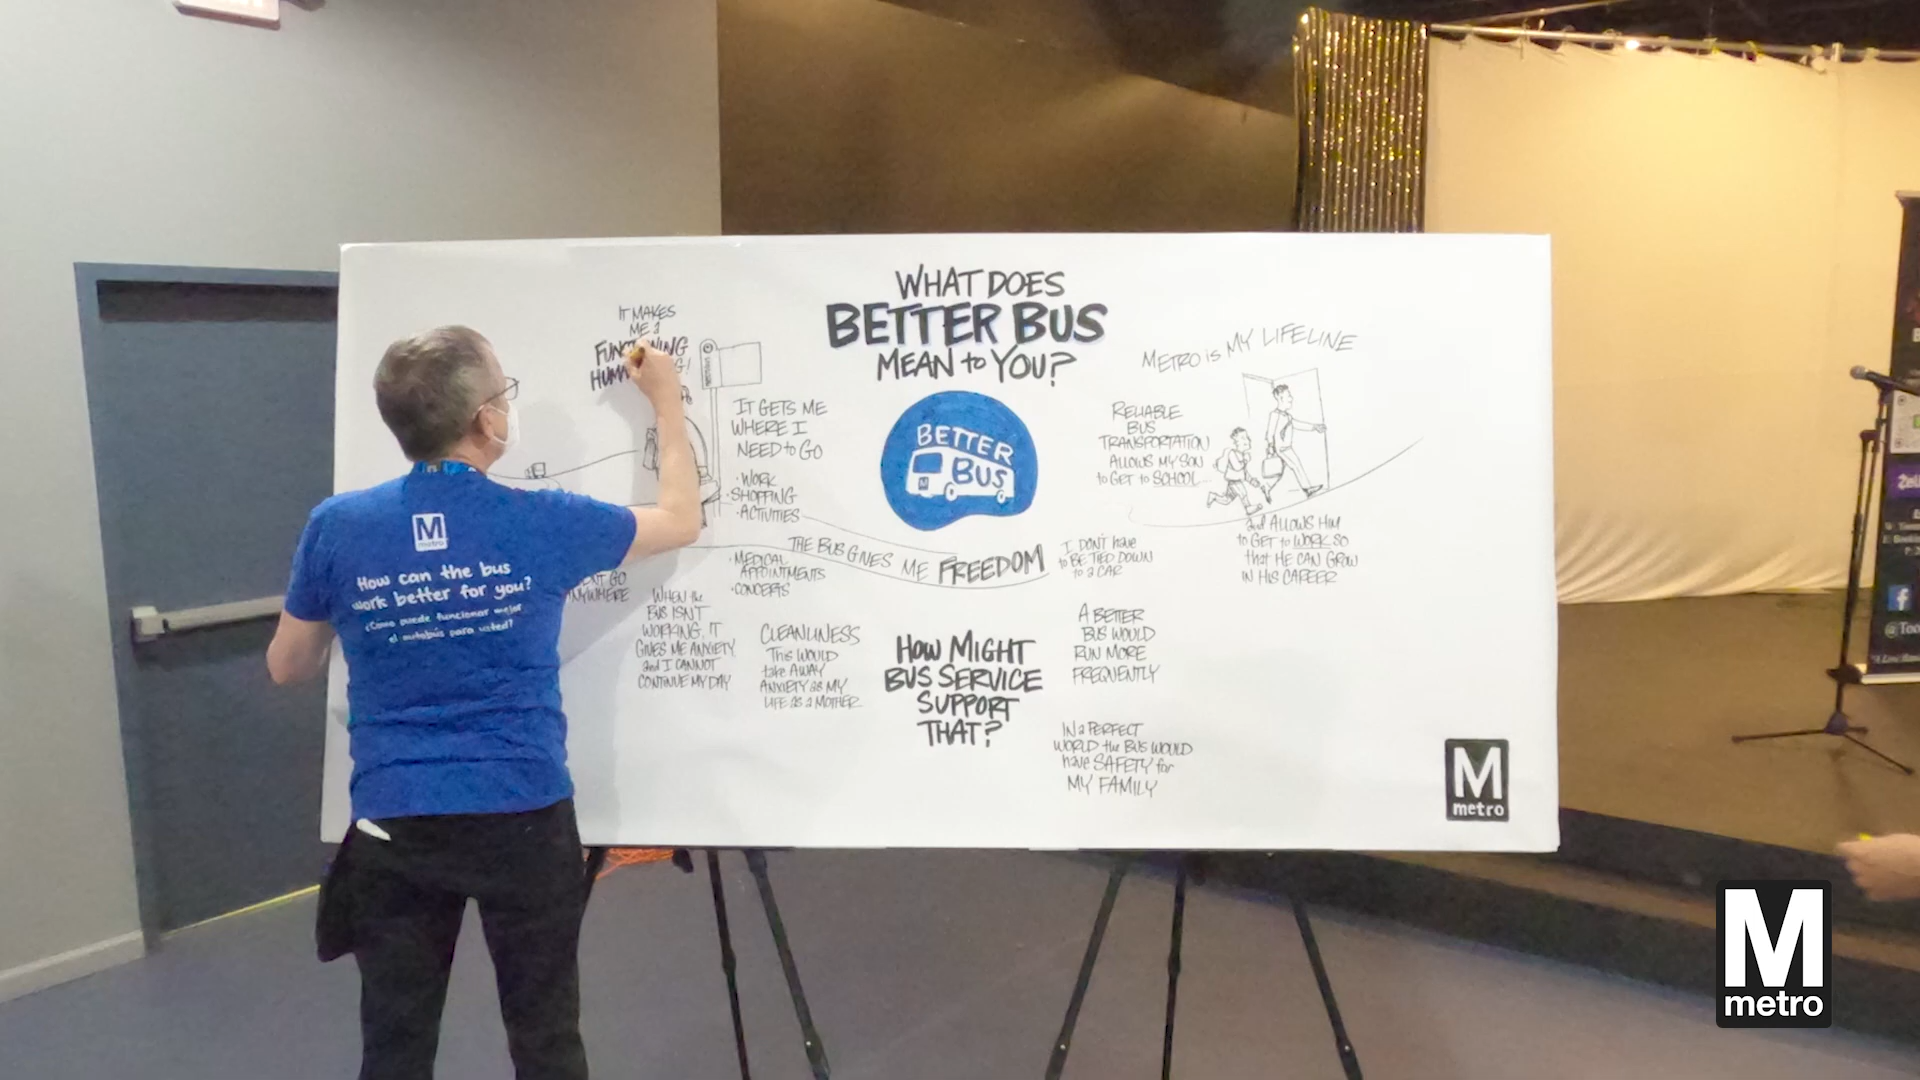 WHAT DOES
BETTER BUS
MEAN to YOU?
BETTER
BUS
M
IT MAKES
ME a
METRO is MY LIFELINE
IT GETS ME
WHERE I
NEED to GO
• WORK
• SHOPPING
• ACTIVITIES
• MEDICAL
APPOINTMENTS
• CONCERTS
RELIABLE
BUS
TRANSPORTATION
ALLOWS MY SON
to GET to SCHOOL
and ALLOWS HIM
to GET to WORK SO
that HE CAN GROW
IN HIS CAREER
THE BUS GIVES ME FREEDOM
I DON'T have
to BE TIED DOWN
to a CAR
GO
WHEN the
BUS ISN'T
WORKING, IT
GIVES ME ANXIETY
and I CANNOT
CONTINUE MY DAY
CLEANLINESS
This WOULD
take AWAY
ANXIETY as MY
LIFE as a MOTHER
HOW MIGHT
BUS SERVICE
SUPPORT
THAT?
A BETTER
BUS WOULD
RUN MORE
FREQUENTLY
IN a PERFECT
WORLD the BUS WOULD
have SAFETY for
MY FAMILY
M
metro
M
metro
How can the bus
work better for you?
¿Cómo puede funcionar mejor
el autobús para usted?
M
metro